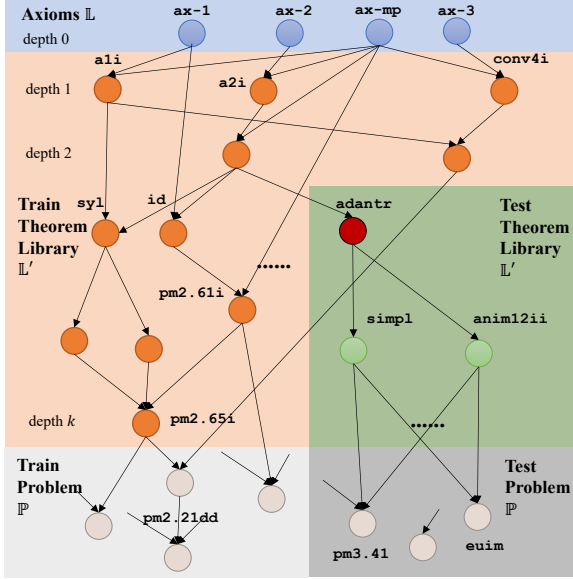 Axioms 𝕃
ax-1
ax-2
ax-mp
ax-3
depth 0
a1i
a2i
conv4i
depth 1
depth 2
Train
Theorem
Library
𝕃′
syl
id
adantr
Test
Theorem
Library
𝕃′
......
pm2.61i
simpl
anim12ii
depth k
pm2.65i
......
Train
Problem
ℙ
pm2.21dd
Test
Problem
ℙ
pm3.41
euim